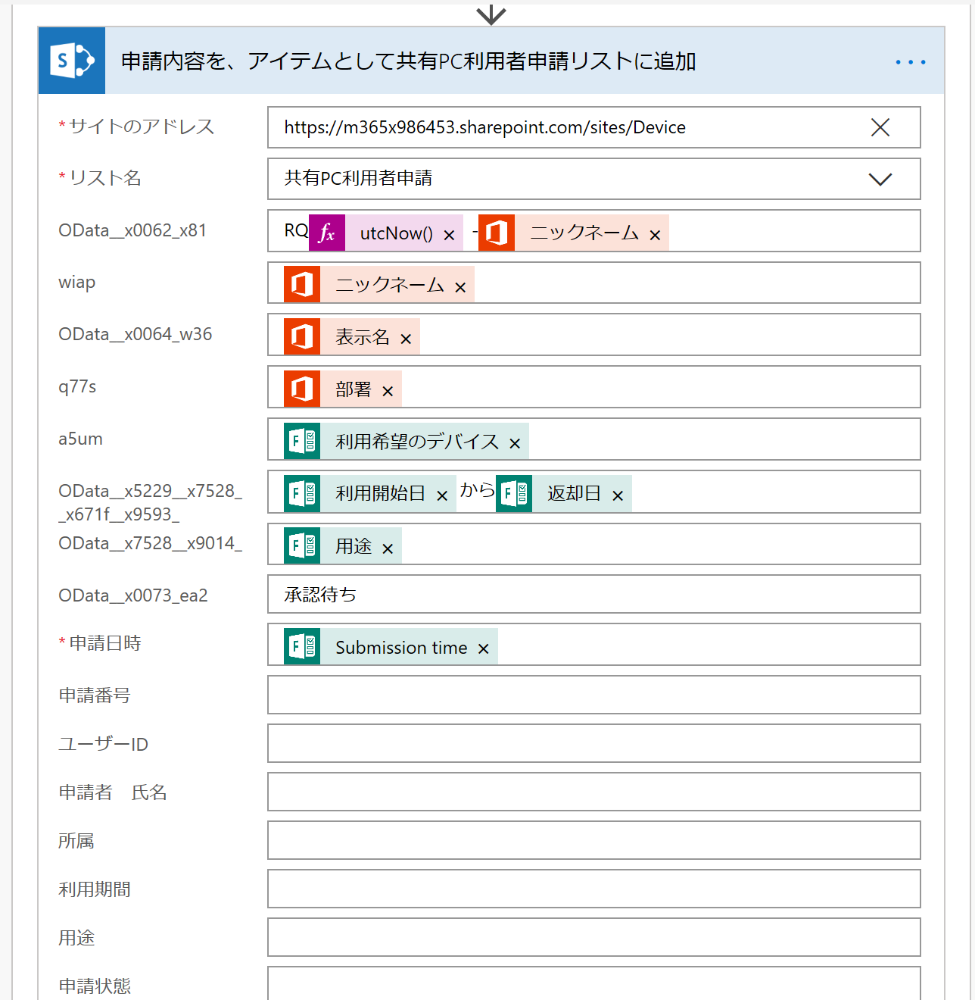 申請内容を、アイテムとして共有PC利用者申請リストに追加
* サイトのアドレス https://m365x986453.sharepoint.com/sites/Device
* リスト名 共有PC利用者申請
OData__x0062_x81 RQ fx utcNow() × - ニックネーム ×
wiap ニックネーム ×
OData__x0064_w36 表示名 ×
q77s 部署 ×
a5um 利用希望のデバイス ×
OData__x5229__x7528_ 利用開始日 × から 返却日 ×
_x671f__x9593_
OData__x7528__x9014_ 用途 ×
OData__x0073_ea2 承認待ち
* 申請日時 Submission time ×
申請番号
ユーザーID
申請者　氏名
所属
利用期間
用途
申請状態